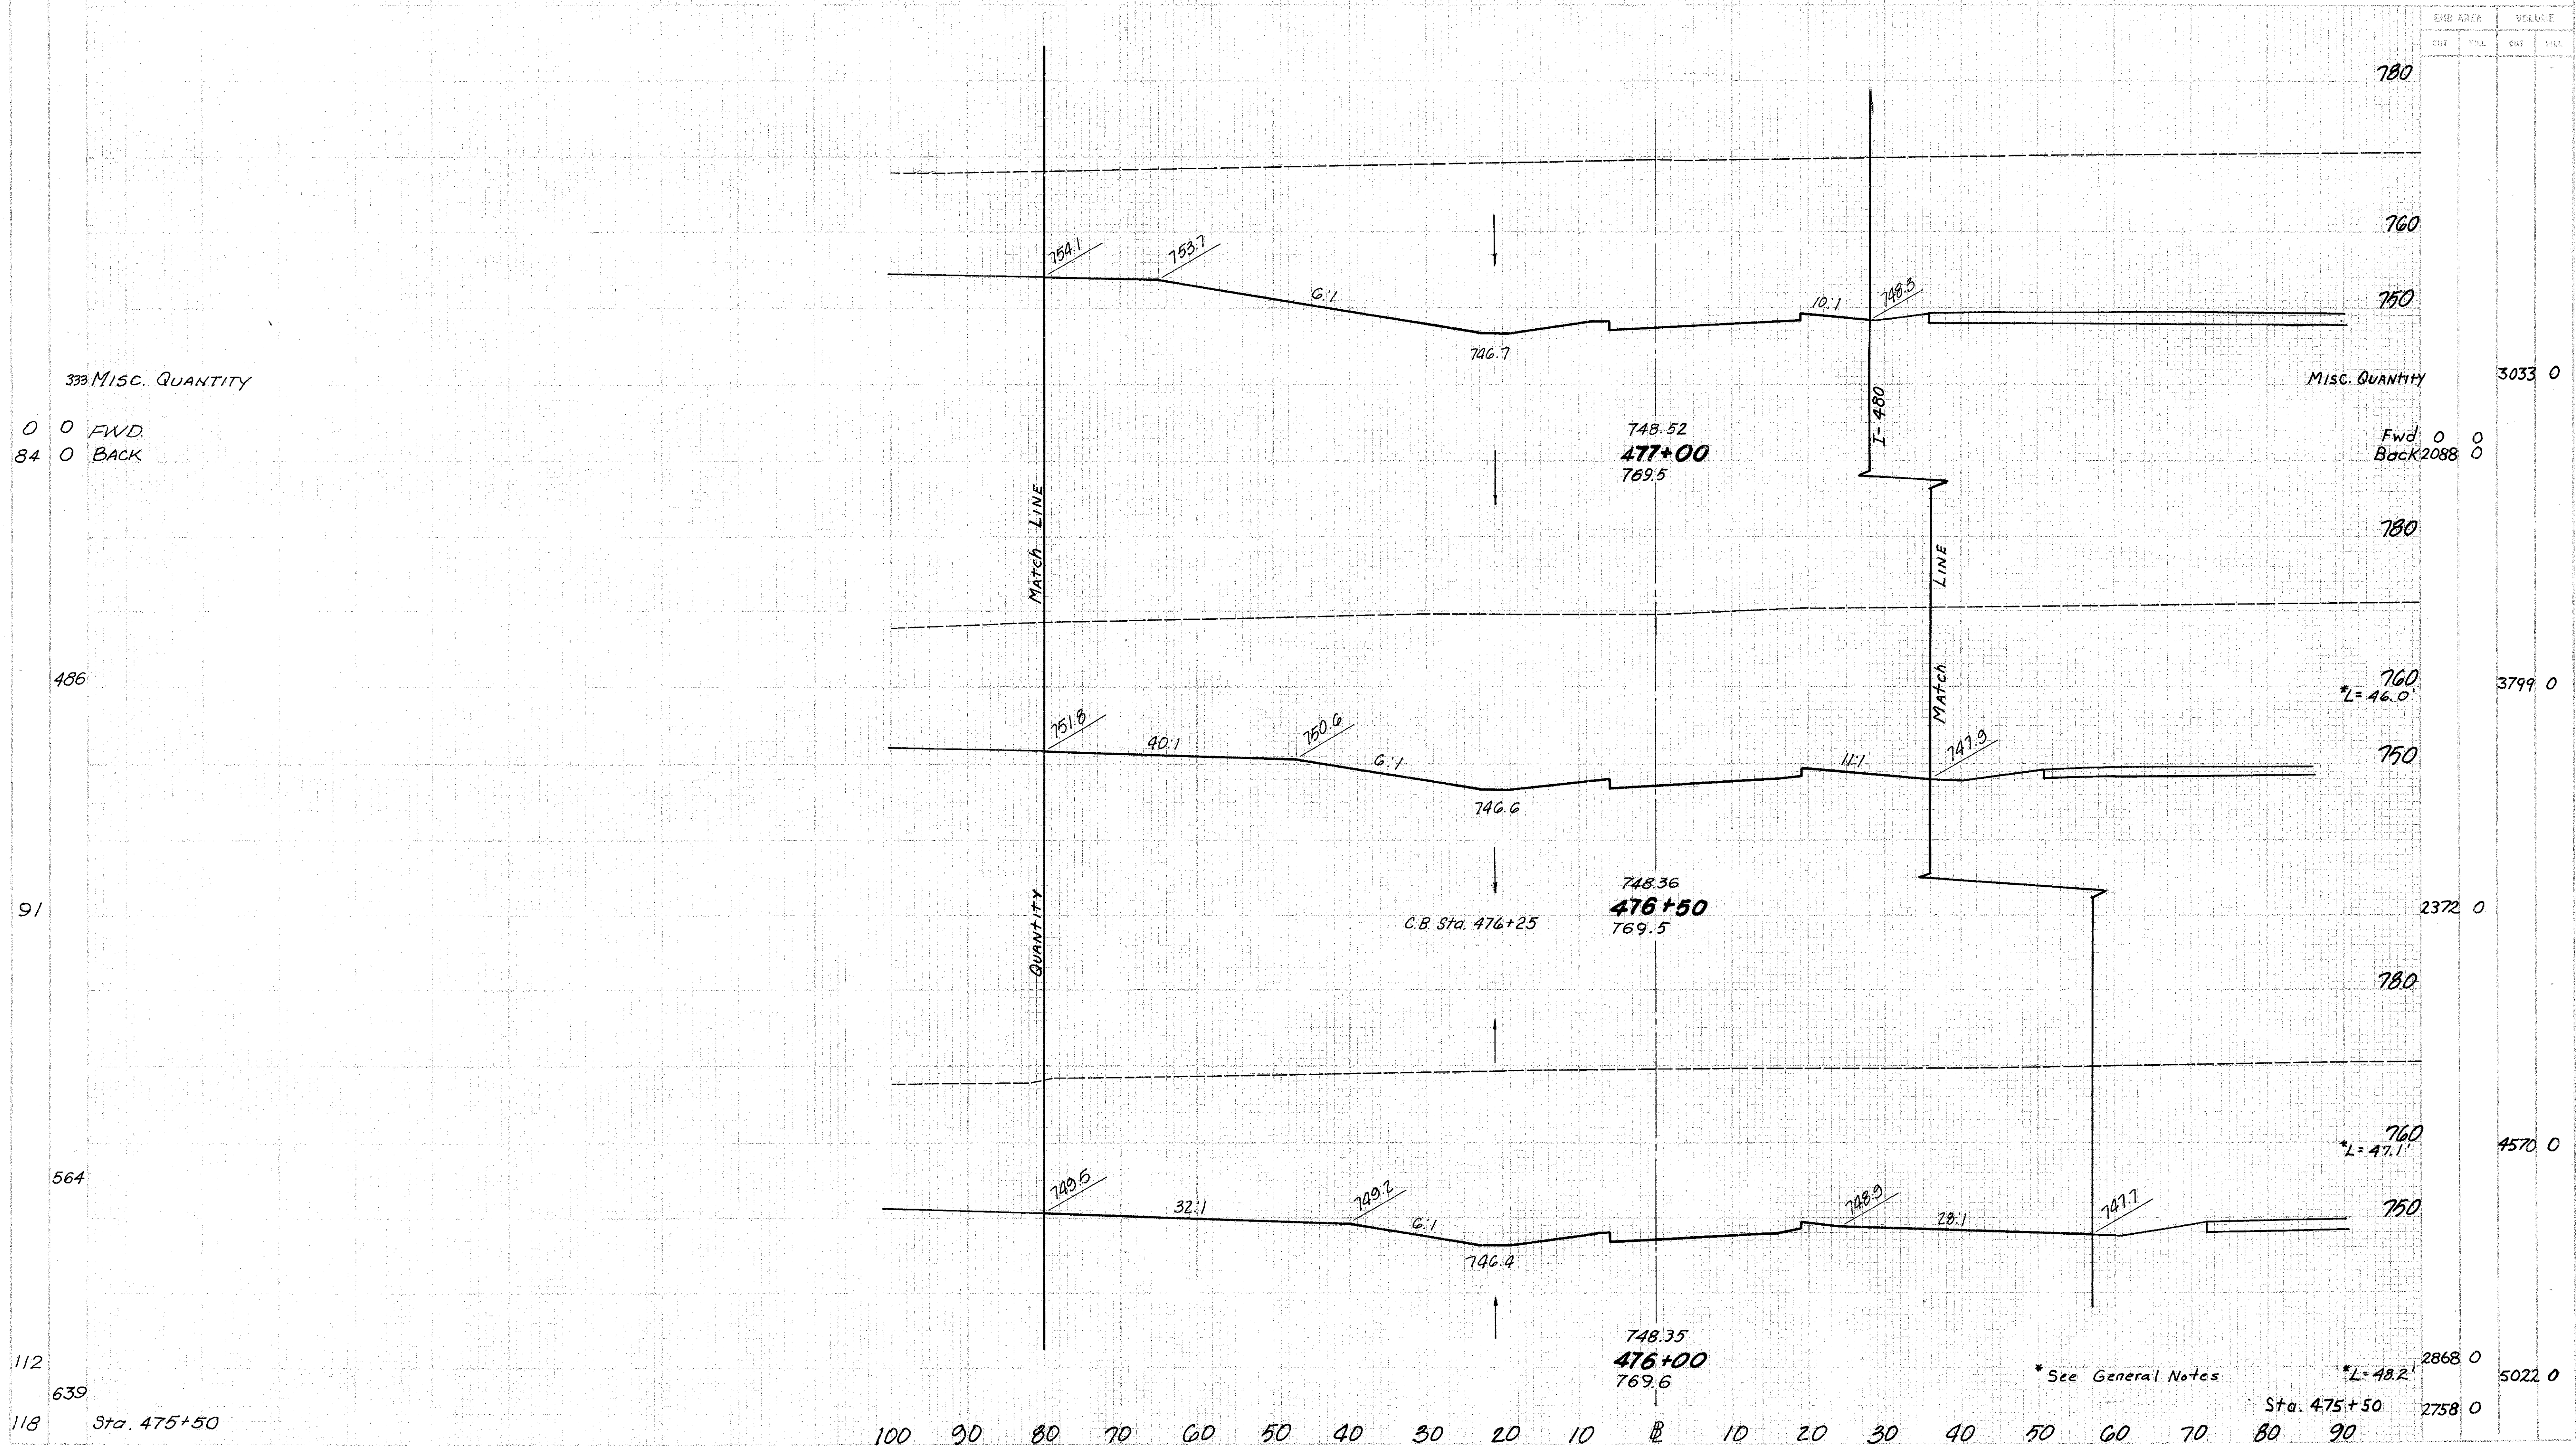 END AREA VOLUME
CUT FILL CUT FILL
780
760
754.1 753.7
6:1 10:1 748.3 750
746.7
333 MISC. QUANTITY
MISC. QUANTITY 3033 0
I-480
0 0 FWD.
84 0 BACK
748.52
477+00
769.5
Fwd 0 0
Back 2088 0
MATCH LINE
780
LINE
MATCH
486
760
*L=46.0'
3799 0
751.8 40:1 750.6 6:1 11:1 747.9 750
746.6
QUANTITY
91
748.36
476+50
769.5
C.B. Sta. 476+25
2372 0
780
760
*L=47.1'
4570 0
564
749.5 32:1 749.2 6:1 748.9 28:1 747.7 750
746.4
112
748.35
476+00
769.6
2868 0
*See General Notes *L=48.2' 5022 0
639
118 Sta. 475+50
Sta. 475+50 2758 0
100 90 80 70 60 50 40 30 20 10 ⅊ 10 20 30 40 50 60 70 80 90